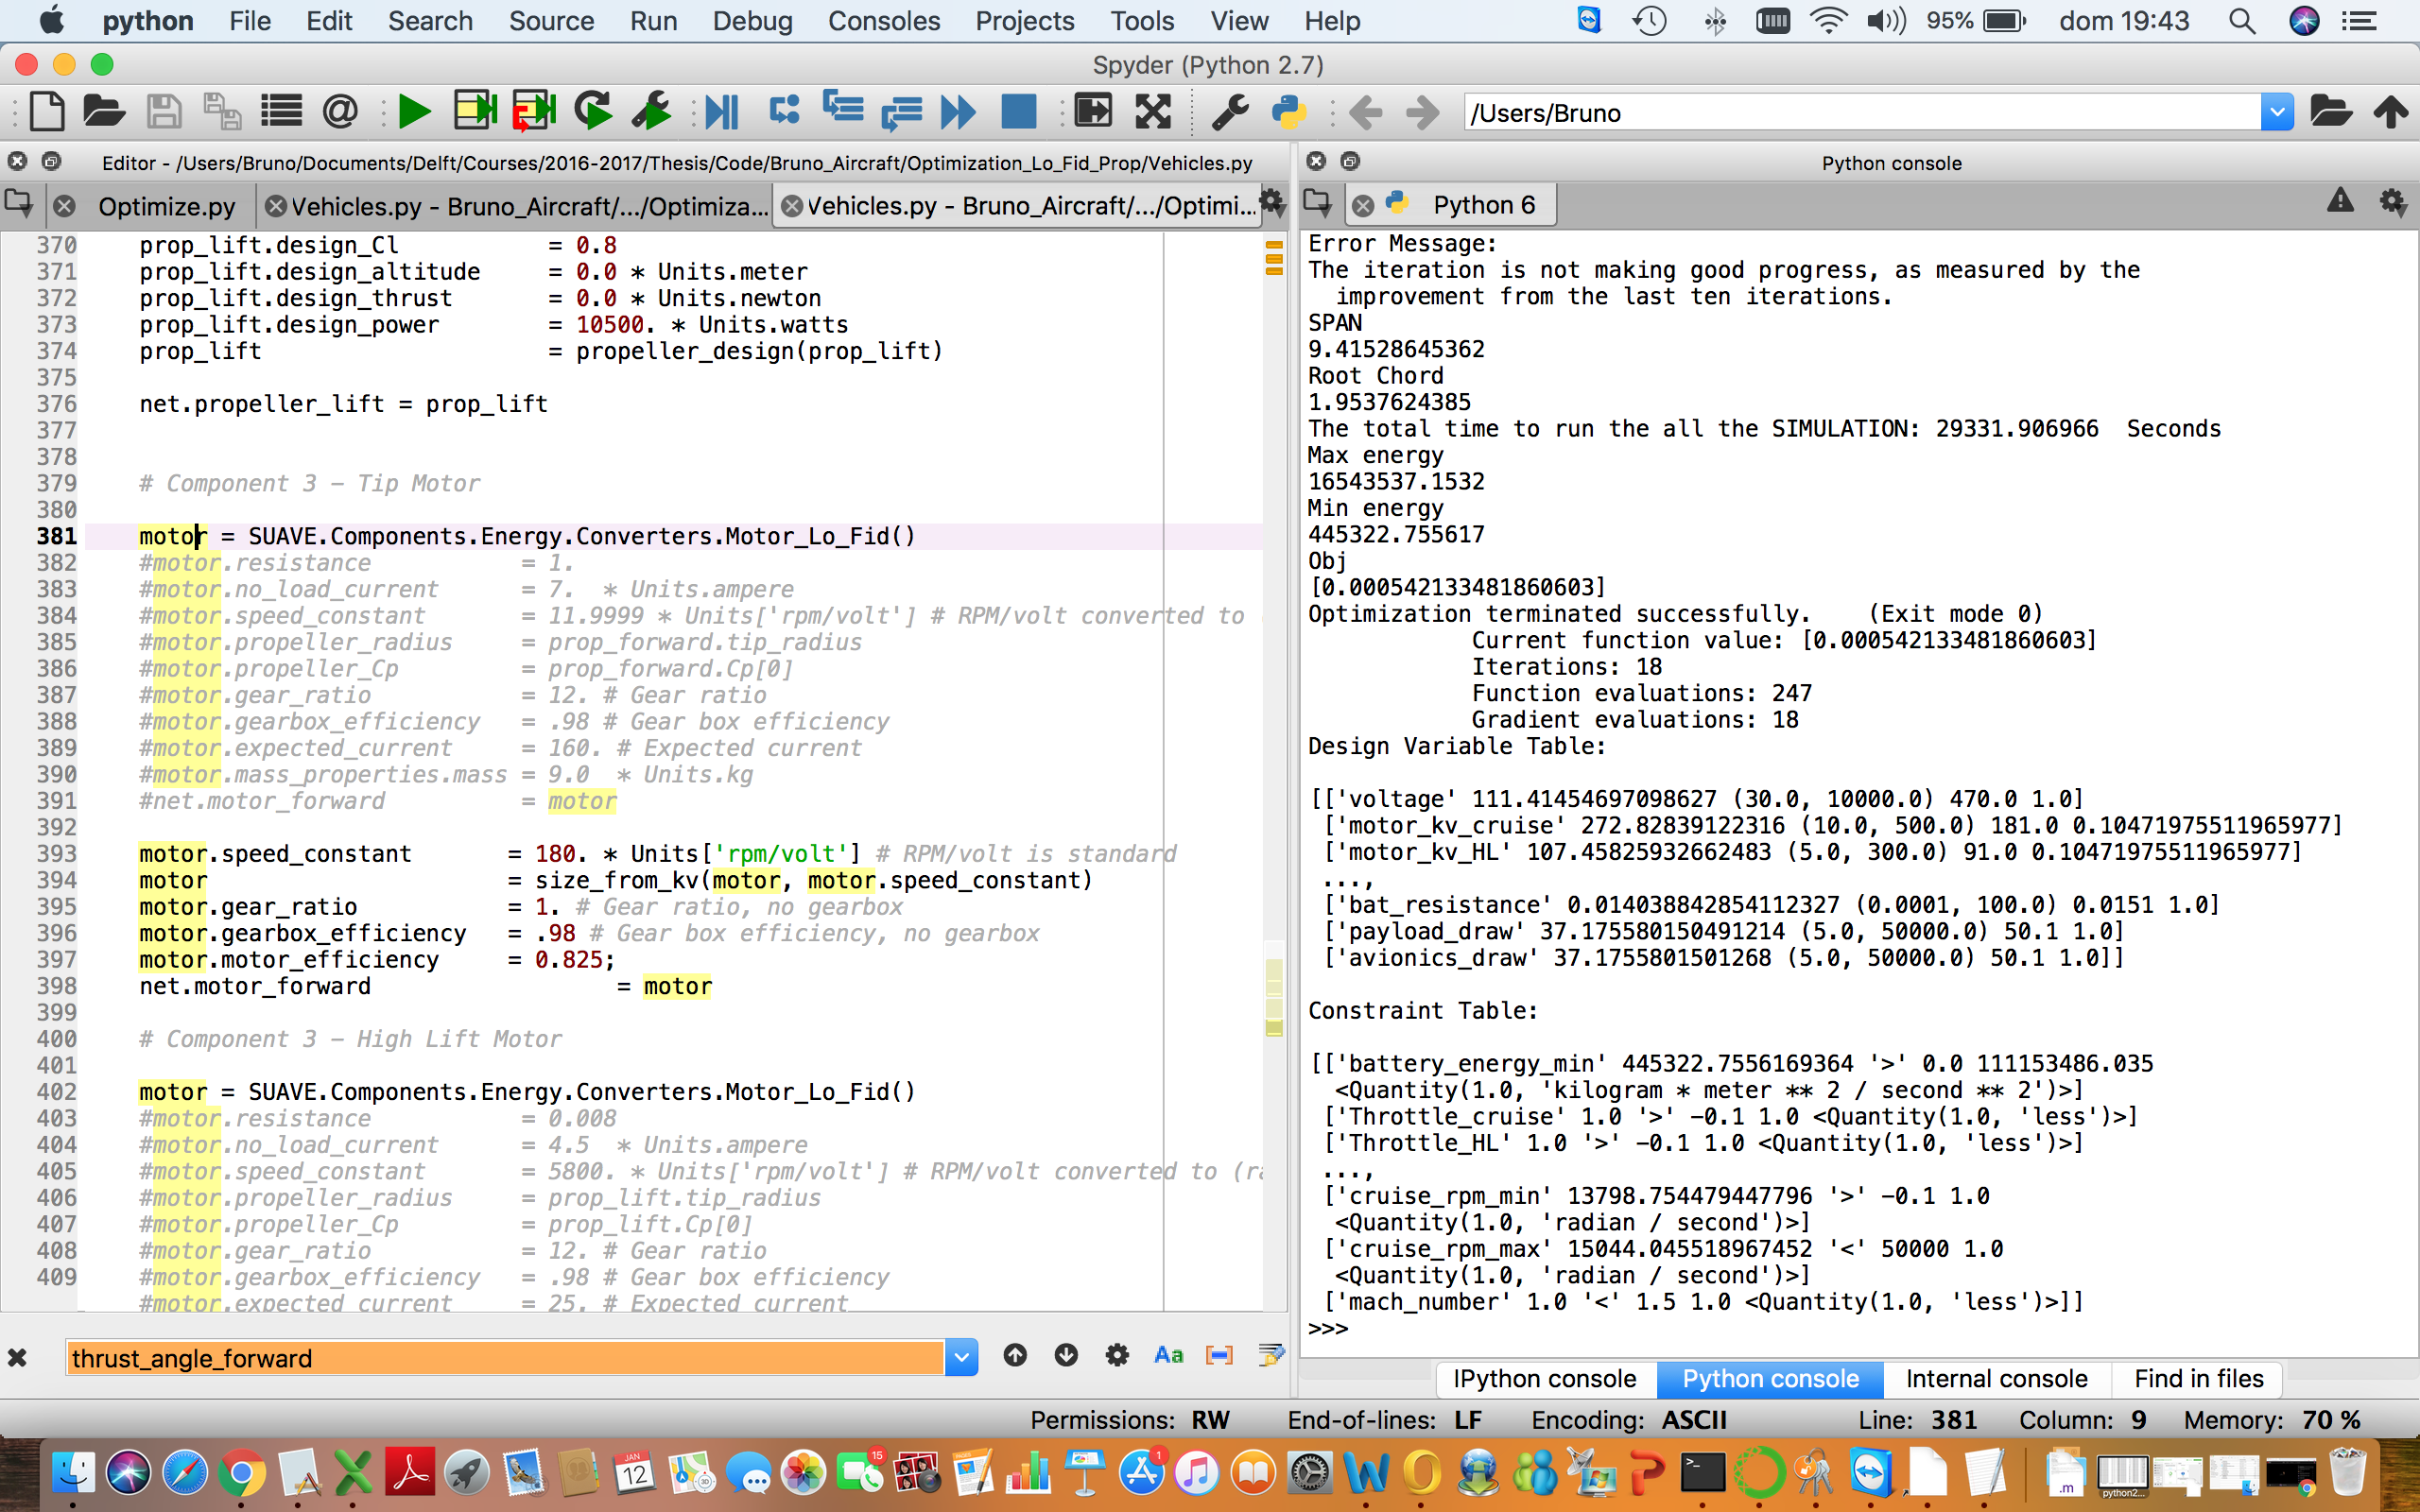 python File Edit Search Source Run Debug Consoles Projects Tools View Help 95% dom 19:43
Spyder (Python 2.7)
/Users/Bruno
Editor - /Users/Bruno/Documents/Delft/Courses/2016-2017/Thesis/Code/Bruno_Aircraft/Optimization_Lo_Fid_Prop/Vehicles.py
Optimize.py Vehicles.py - Bruno_Aircraft/.../Optimiza... Vehicles.py - Bruno_Aircraft/.../Optimi...
370 prop_lift.design_Cl = 0.8
371 prop_lift.design_altitude = 0.0 * Units.meter
372 prop_lift.design_thrust = 0.0 * Units.newton
373 prop_lift.design_power = 10500. * Units.watts
374 prop_lift = propeller_design(prop_lift)
375
376 net.propeller_lift = prop_lift
377
378
379 # Component 3 - Tip Motor
380
381 motor = SUAVE.Components.Energy.Converters.Motor_Lo_Fid()
382 #motor.resistance = 1.
383 #motor.no_load_current = 7. * Units.ampere
384 #motor.speed_constant = 11.9999 * Units['rpm/volt'] # RPM/volt converted to
385 #motor.propeller_radius = prop_forward.tip_radius
386 #motor.propeller_Cp = prop_forward.Cp[0]
387 #motor.gear_ratio = 12. # Gear ratio
388 #motor.gearbox_efficiency = .98 # Gear box efficiency
389 #motor.expected_current = 160. # Expected current
390 #motor.mass_properties.mass = 9.0 * Units.kg
391 #net.motor_forward = motor
392
393 motor.speed_constant = 180. * Units['rpm/volt'] # RPM/volt is standard
394 motor = size_from_kv(motor, motor.speed_constant)
395 motor.gear_ratio = 1. # Gear ratio, no gearbox
396 motor.gearbox_efficiency = .98 # Gear box efficiency, no gearbox
397 motor.motor_efficiency = 0.825;
398 net.motor_forward = motor
399
400 # Component 3 - High Lift Motor
401
402 motor = SUAVE.Components.Energy.Converters.Motor_Lo_Fid()
403 #motor.resistance = 0.008
404 #motor.no_load_current = 4.5 * Units.ampere
405 #motor.speed_constant = 5800. * Units['rpm/volt'] # RPM/volt converted to (ra
406 #motor.propeller_radius = prop_lift.tip_radius
407 #motor.propeller_Cp = prop_lift.Cp[0]
408 #motor.gear_ratio = 12. # Gear ratio
409 #motor.gearbox_efficiency = .98 # Gear box efficiency
#motor.expected_current = 25. # Expected current
thrust_angle_forward
Aa
Python console
Python 6
Error Message:
The iteration is not making good progress, as measured by the
improvement from the last ten iterations.
SPAN
9.41528645362
Root Chord
1.9537624385
The total time to run the all the SIMULATION: 29331.906966 Seconds
Max energy
16543537.1532
Min energy
445322.755617
Obj
[0.000542133481860603]
Optimization terminated successfully. (Exit mode 0)
Current function value: [0.000542133481860603]
Iterations: 18
Function evaluations: 247
Gradient evaluations: 18
Design Variable Table:
[['voltage' 111.41454697098627 (30.0, 10000.0) 470.0 1.0]
['motor_kv_cruise' 272.82839122316 (10.0, 500.0) 181.0 0.10471975511965977]
['motor_kv_HL' 107.45825932662483 (5.0, 300.0) 91.0 0.10471975511965977]
...,
['bat_resistance' 0.014038842854112327 (0.0001, 100.0) 0.0151 1.0]
['payload_draw' 37.175580150491214 (5.0, 50000.0) 50.1 1.0]
['avionics_draw' 37.1755801501268 (5.0, 50000.0) 50.1 1.0]]
Constraint Table:
[['battery_energy_min' 445322.7556169364 '>' 0.0 111153486.035
<Quantity(1.0, 'kilogram * meter ** 2 / second ** 2')>]
['Throttle_cruise' 1.0 '>' -0.1 1.0 <Quantity(1.0, 'less')>]
['Throttle_HL' 1.0 '>' -0.1 1.0 <Quantity(1.0, 'less')>]
...,
['cruise_rpm_min' 13798.754479447796 '>' -0.1 1.0
<Quantity(1.0, 'radian / second')>]
['cruise_rpm_max' 15044.045518967452 '<' 50000 1.0
<Quantity(1.0, 'radian / second')>]
['mach_number' 1.0 '<' 1.5 1.0 <Quantity(1.0, 'less')>]]
>>>
IPython console Python console Internal console Find in files
Permissions: RW End-of-lines: LF Encoding: ASCII Line: 381 Column: 9 Memory: 70 %
JAN
12
15
1
.m
python2...